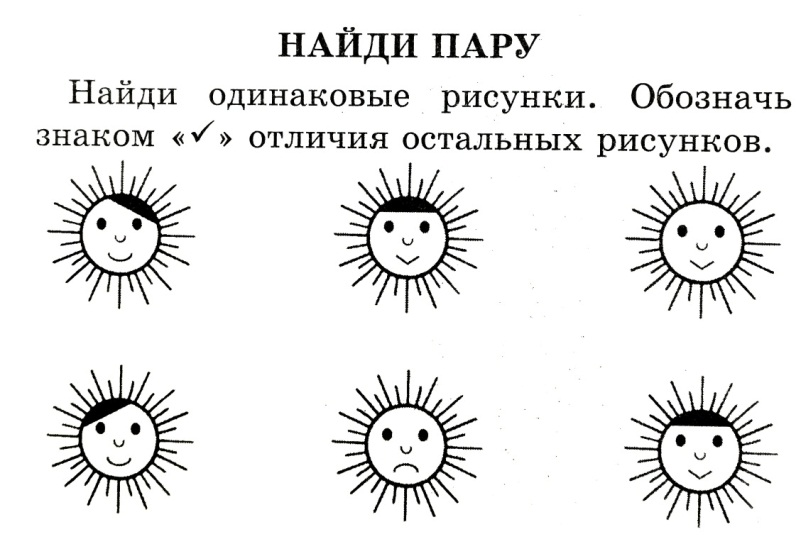 НАЙДИ ПАРУ
Найди одинаковые рисунки. Обозначь
знаком «✓» отличия остальных рисунков.